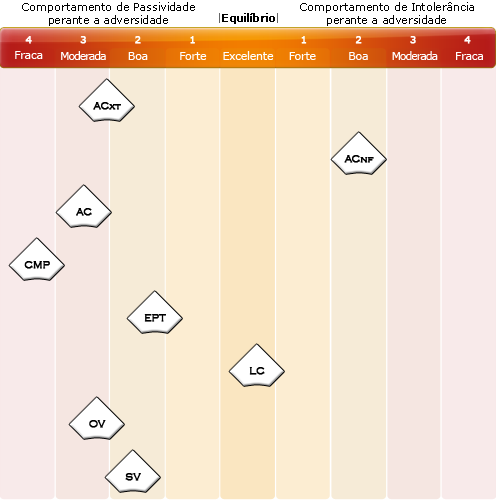 Comportamento de Passividade
perante a adversidade
|Equilíbrio|
Comportamento de Intolerância
perante a adversidade
4 3 2 1 1 2 3 4
Fraca Moderada Boa Forte Excelente Forte Boa Moderada Fraca
ACXT
ACNF
AC
CMP
EPT
LC
OV
SV